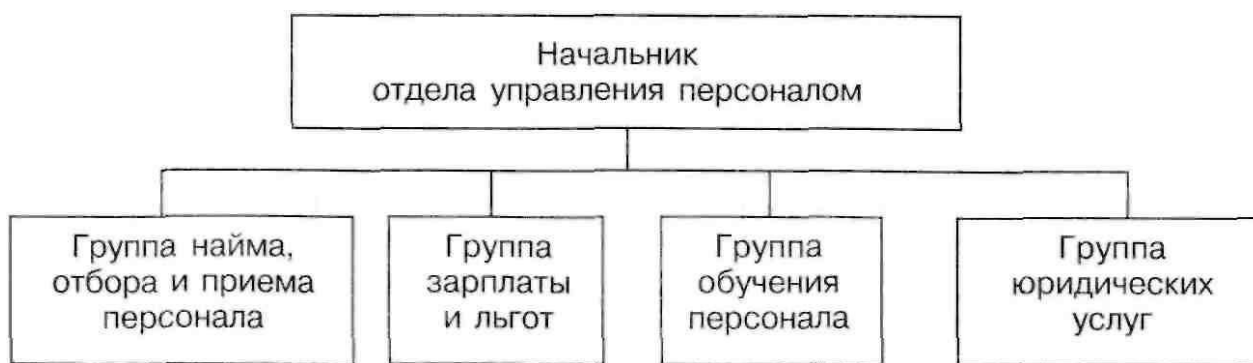 Начальник
отдела управления персоналом
Группа найма,
отбора и приема
персонала
Группа
зарплаты
и льгот
Группа
обучения
персонала
Группа
юридических
услуг